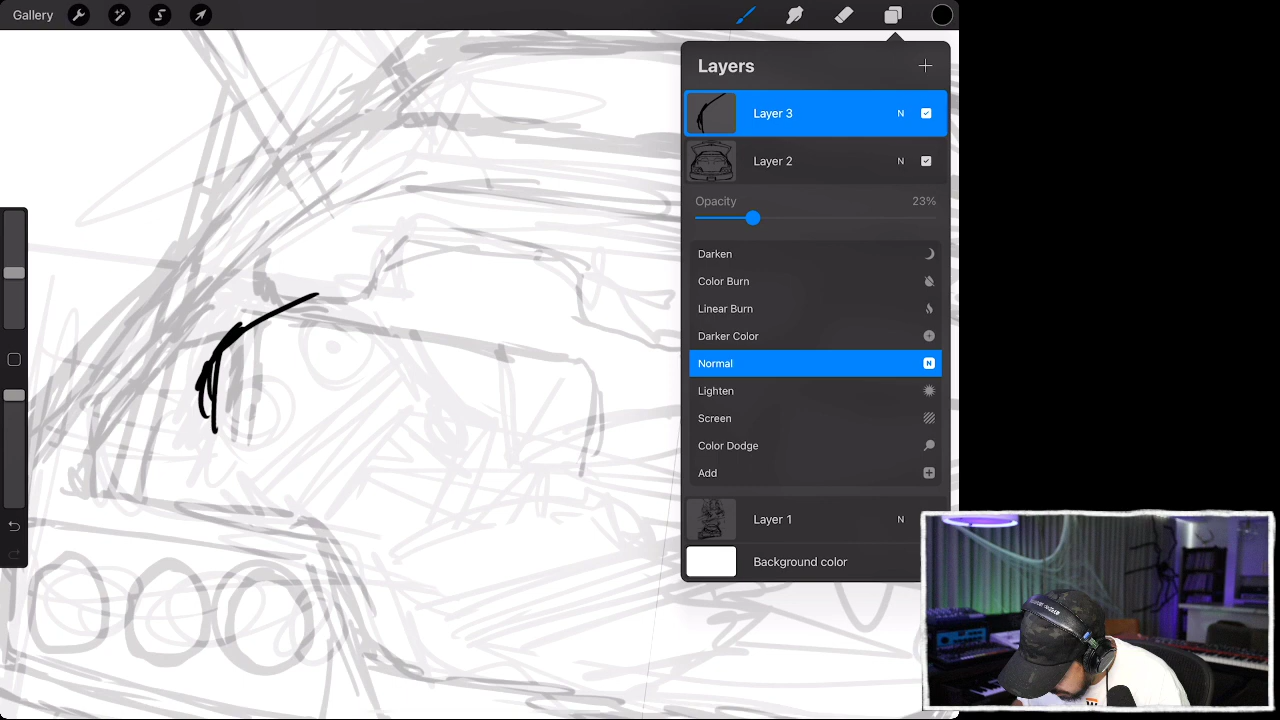 Gallery
Layers
Layer 3 N
Layer 2 N
Opacity 23%
Darken
Color Burn
Linear Burn
Darker Color
Normal N
Lighten
Screen
Color Dodge
Add
Layer 1 N
Background color